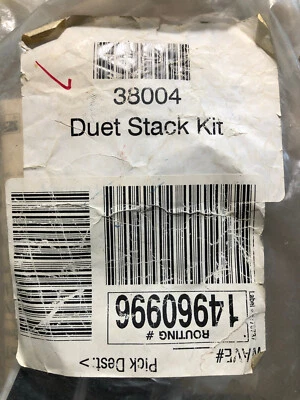 38004
Duet Stack Kit
14960996
ROUTING #
WAVE#
Pick Dest: >